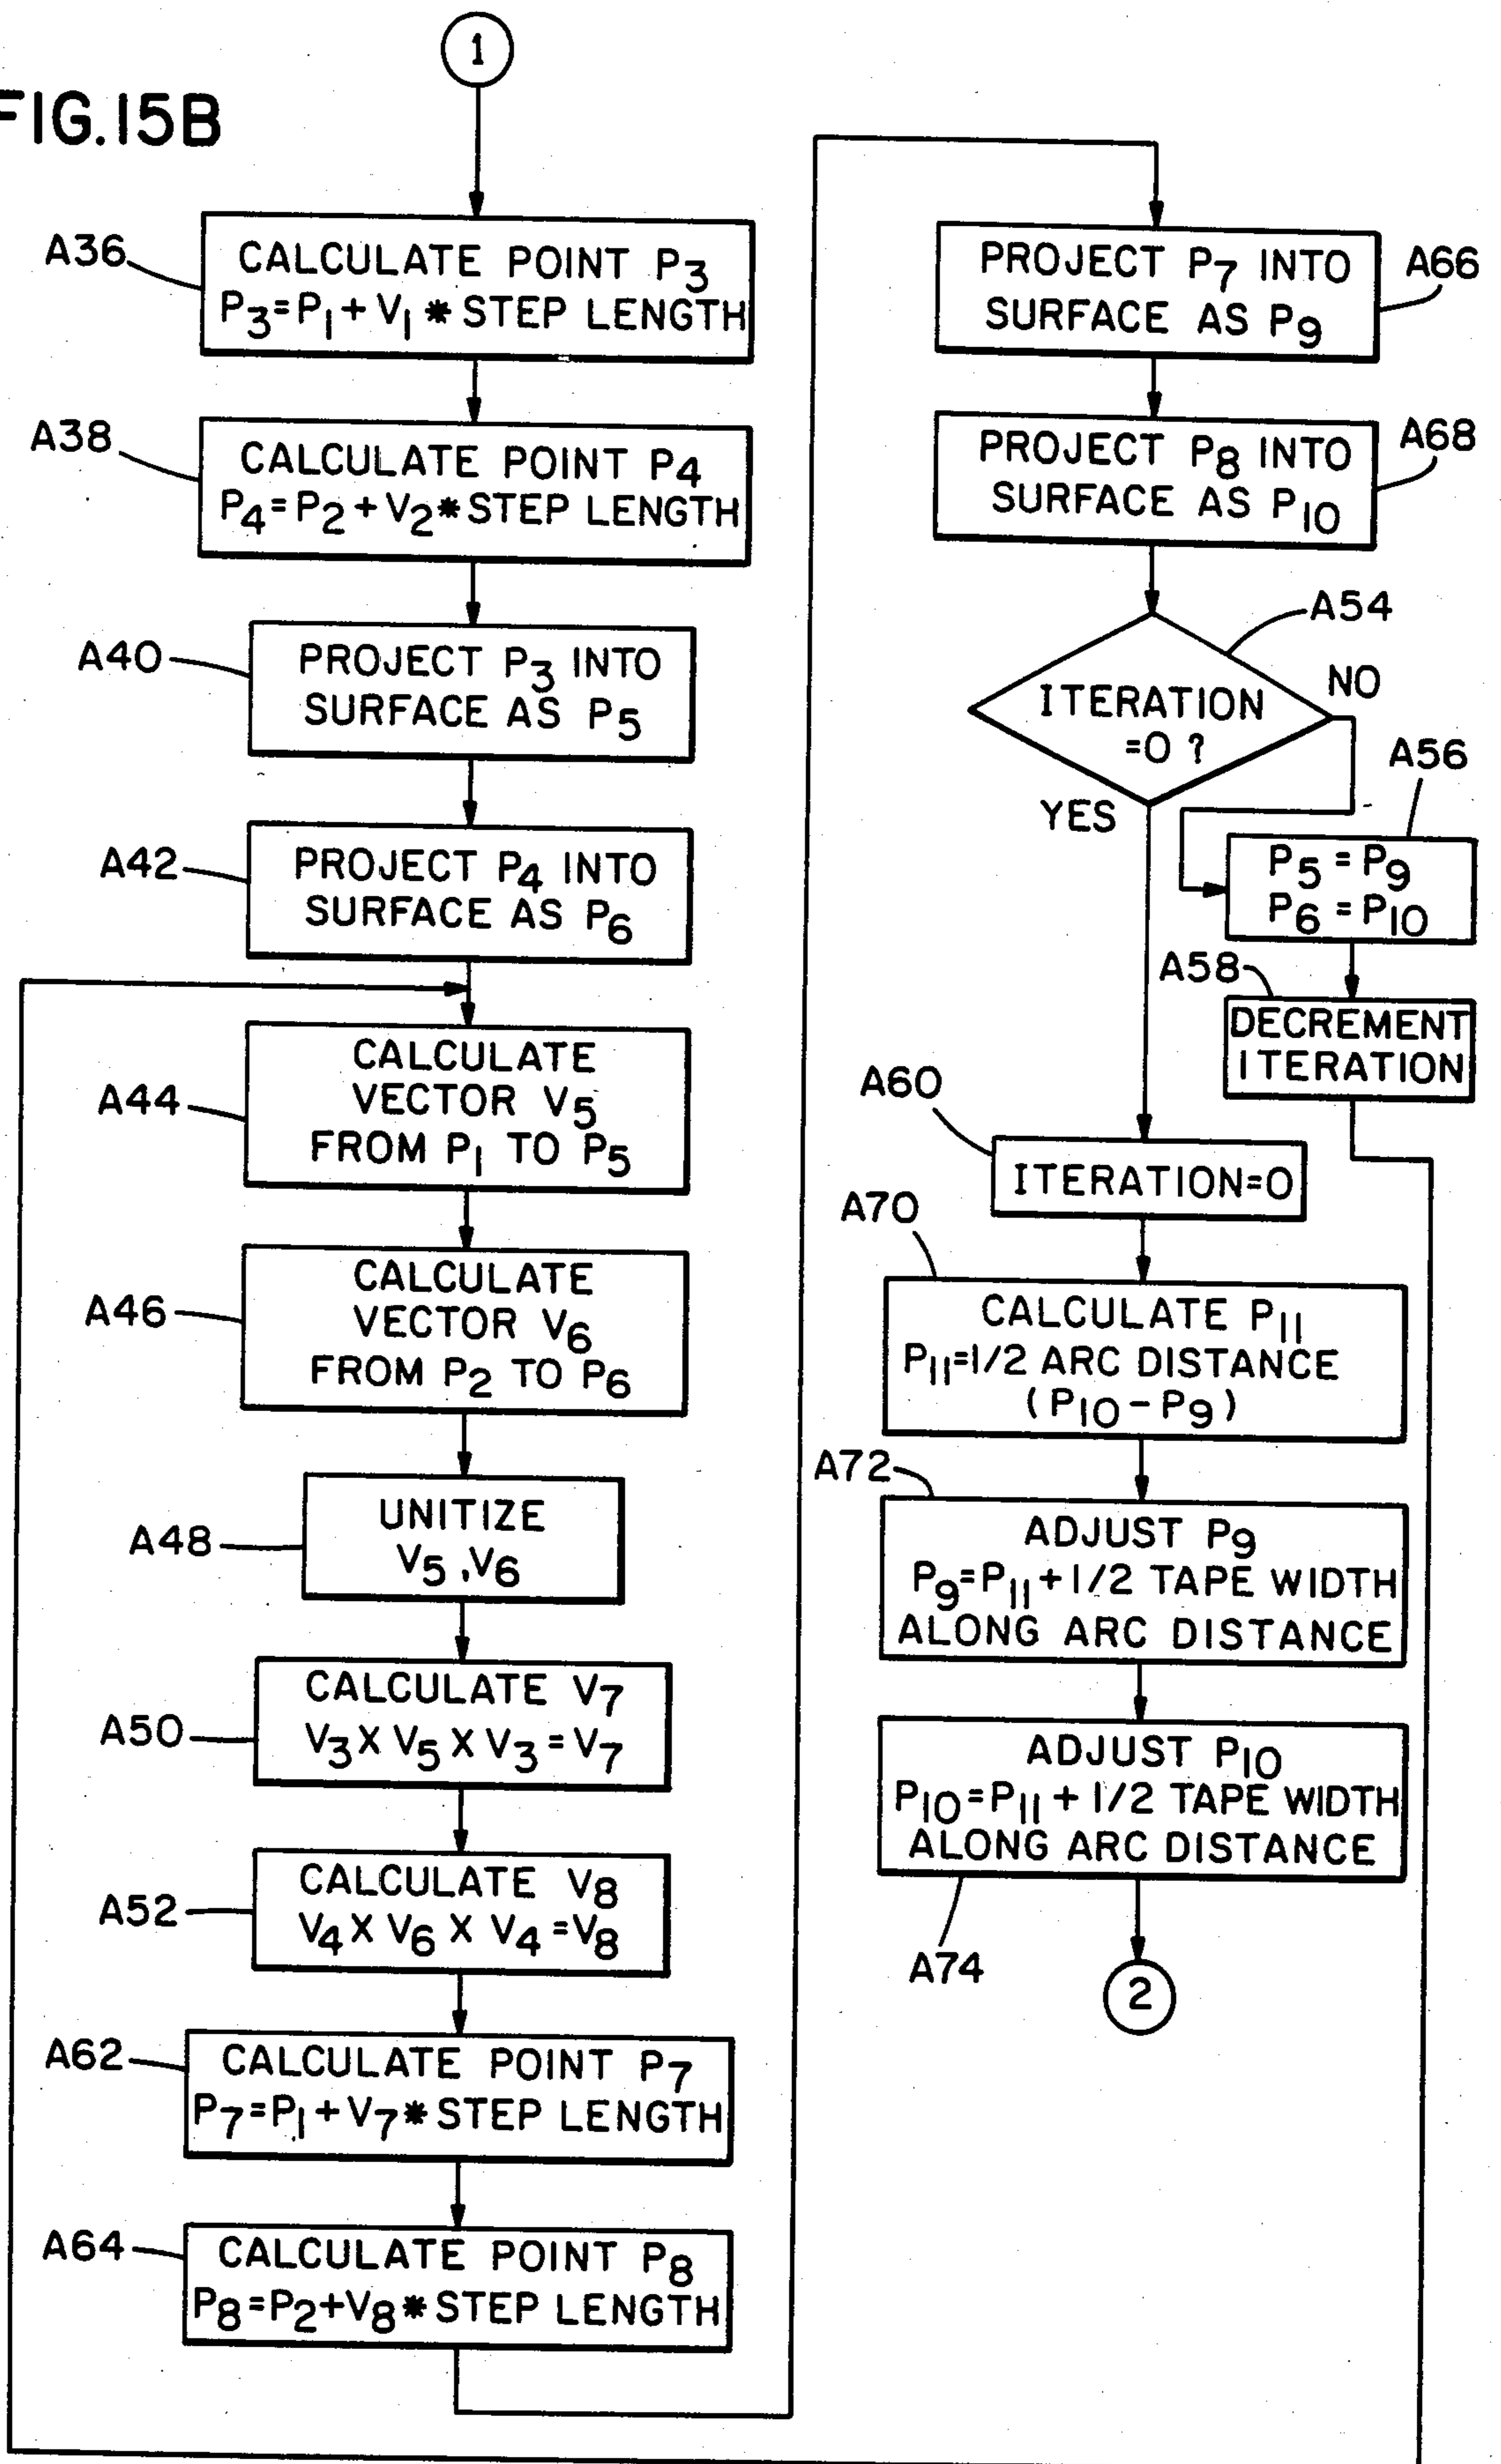 FIG.15B
1
A36
CALCULATE POINT P3
P3=P1+V1*STEP LENGTH
A38
CALCULATE POINT P4
P4=P2+V2*STEP LENGTH
A40
PROJECT P3 INTO
SURFACE AS P5
A42
PROJECT P4 INTO
SURFACE AS P6
A44
CALCULATE
VECTOR V5
FROM P1 TO P5
A46
CALCULATE
VECTOR V6
FROM P2 TO P6
A48
UNITIZE
V5,V6
A50
CALCULATE V7
V3 X V5 X V3=V7
A52
CALCULATE V8
V4 X V6 X V4=V8
A62
CALCULATE POINT P7
P7=P1+V7*STEP LENGTH
A64
CALCULATE POINT P8
P8=P2+V8*STEP LENGTH
PROJECT P7 INTO
SURFACE AS P9
A66
PROJECT P8 INTO
SURFACE AS P10
A68
A54
ITERATION
=0 ?
NO
YES
A56
P5=P9
P6=P10
A58
DECREMENT
ITERATION
A60
ITERATION=0
A70
CALCULATE P11
P11=1/2 ARC DISTANCE
(P10-P9)
A72
ADJUST P9
P9=P11+1/2 TAPE WIDTH
ALONG ARC DISTANCE
ADJUST P10
P10=P11+1/2 TAPE WIDTH
ALONG ARC DISTANCE
A74
2